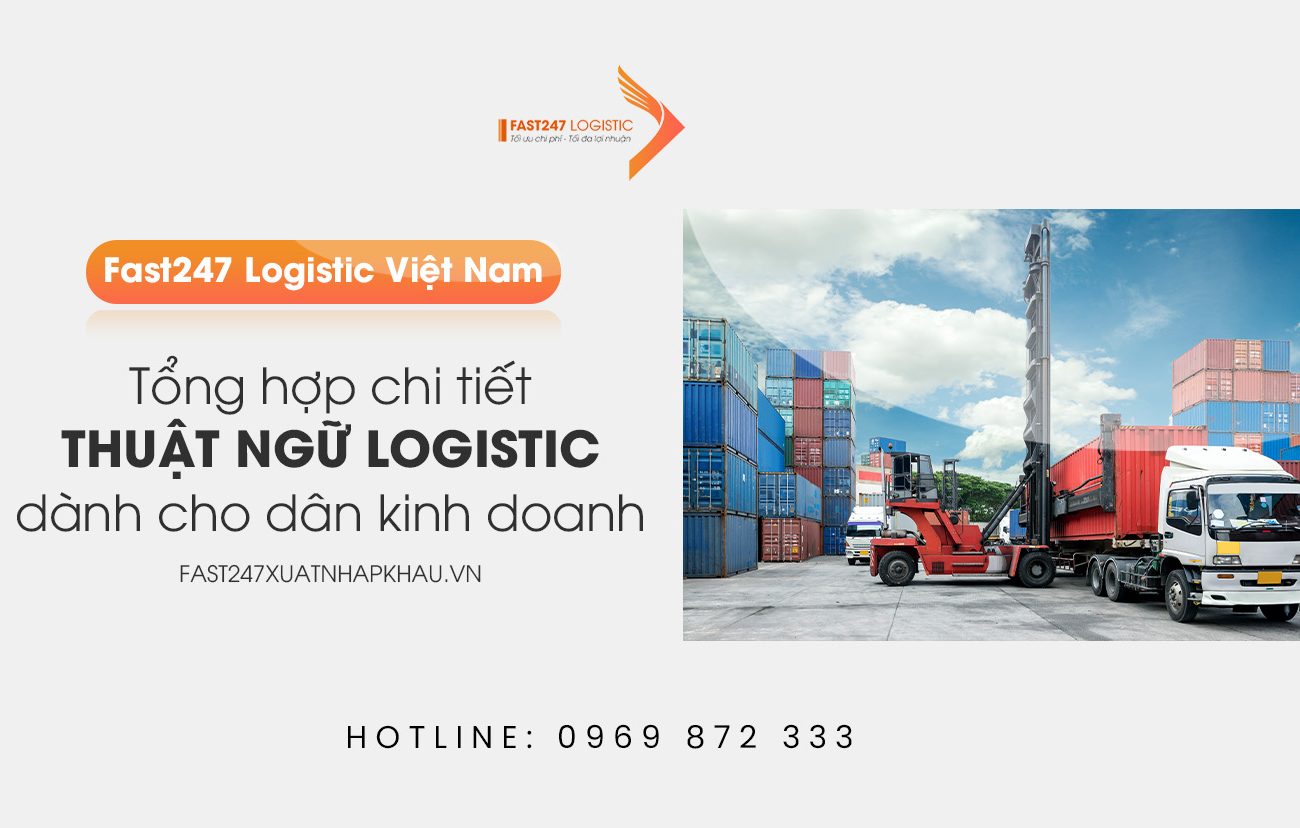 FAST247 LOGISTIC
Tối ưu chi phí - Tối đa lợi nhuận
Fast247 Logistic Việt Nam
Tổng hợp chi tiết
THUẬT NGỮ LOGISTIC
dành cho dân kinh doanh
FAST247XUATNHAPKHAU.VN
HOTLINE: 0969 872 333